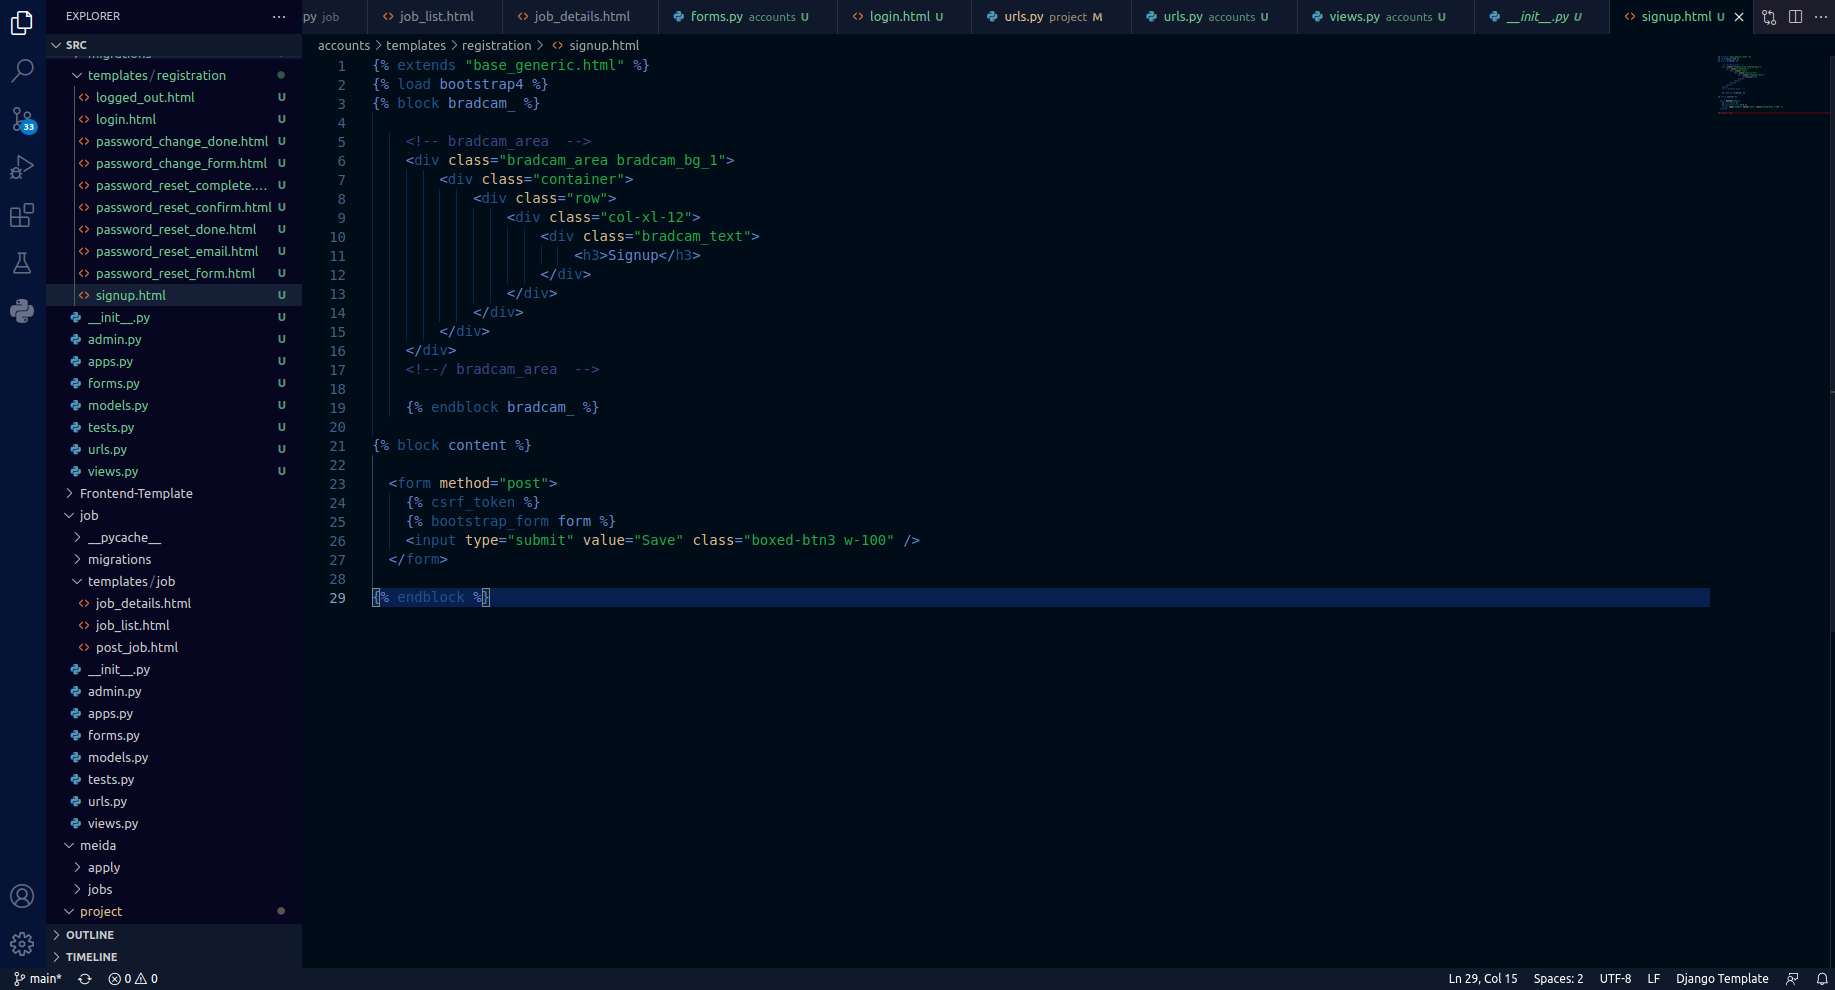 EXPLORER
SRC
migrations
templates/registration
logged_out.html U
login.html U
password_change_done.html U
password_change_form.html U
password_reset_complete.... U
password_reset_confirm.html U
password_reset_done.html U
password_reset_email.html U
password_reset_form.html U
signup.html U
__init__.py U
admin.py U
apps.py U
forms.py U
models.py U
tests.py U
urls.py U
views.py U
Frontend-Template
job
__pycache__
migrations
templates/job
job_details.html
job_list.html
post_job.html
__init__.py
admin.py
apps.py
forms.py
models.py
tests.py
urls.py
views.py
meida
apply
jobs
project
OUTLINE
TIMELINE
33
py job
job_list.html
job_details.html
forms.py accounts U
login.html U
urls.py project M
urls.py accounts U
views.py accounts U
__init__.py U
signup.html U
accounts > templates > registration > signup.html
1 {% extends "base_generic.html" %}
2 {% load bootstrap4 %}
3 {% block bradcam_ %}
4
5 <!-- bradcam_area  -->
6 <div class="bradcam_area bradcam_bg_1">
7 <div class="container">
8 <div class="row">
9 <div class="col-xl-12">
10 <div class="bradcam_text">
11 <h3>Signup</h3>
12 </div>
13 </div>
14 </div>
15 </div>
16 </div>
17 <!--/ bradcam_area  -->
18
19 {% endblock bradcam_ %}
20
21 {% block content %}
22
23 <form method="post">
24 {% csrf_token %}
25 {% bootstrap_form form %}
26 <input type="submit" value="Save" class="boxed-btn3 w-100" />
27 </form>
28
29 {% endblock %}
main* 0 0
Ln 29, Col 15 Spaces: 2 UTF-8 LF Django Template